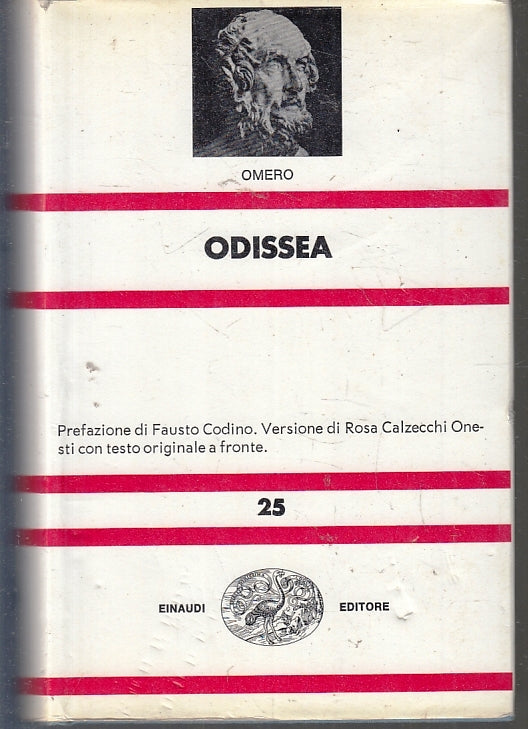 OMERO
ODISSEA
Prefazione di Fausto Codino. Versione di Rosa Calzecchi One-
sti con testo originale a fronte.
25
EINAUDI EDITORE